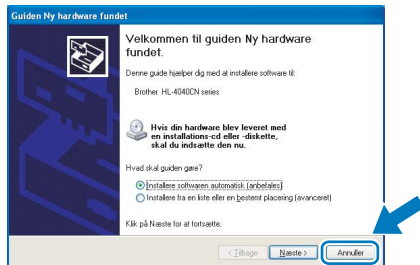 Guiden Ny hardware fundet
Velkommen til guiden Ny hardware
fundet.
Denne guide hjælper dig med at installere software til:
Brother HL-4040CN series
Hvis din hardware blev leveret med
en installations-cd eller -diskette,
skal du indsætte den nu.
Hvad skal guiden gøre?
Installere softwaren automatisk (anbefales)
Installere fra en liste eller en bestemt placering (avanceret)
Klik på Næste for at fortsætte.
< Tilbage Næste > Annuller